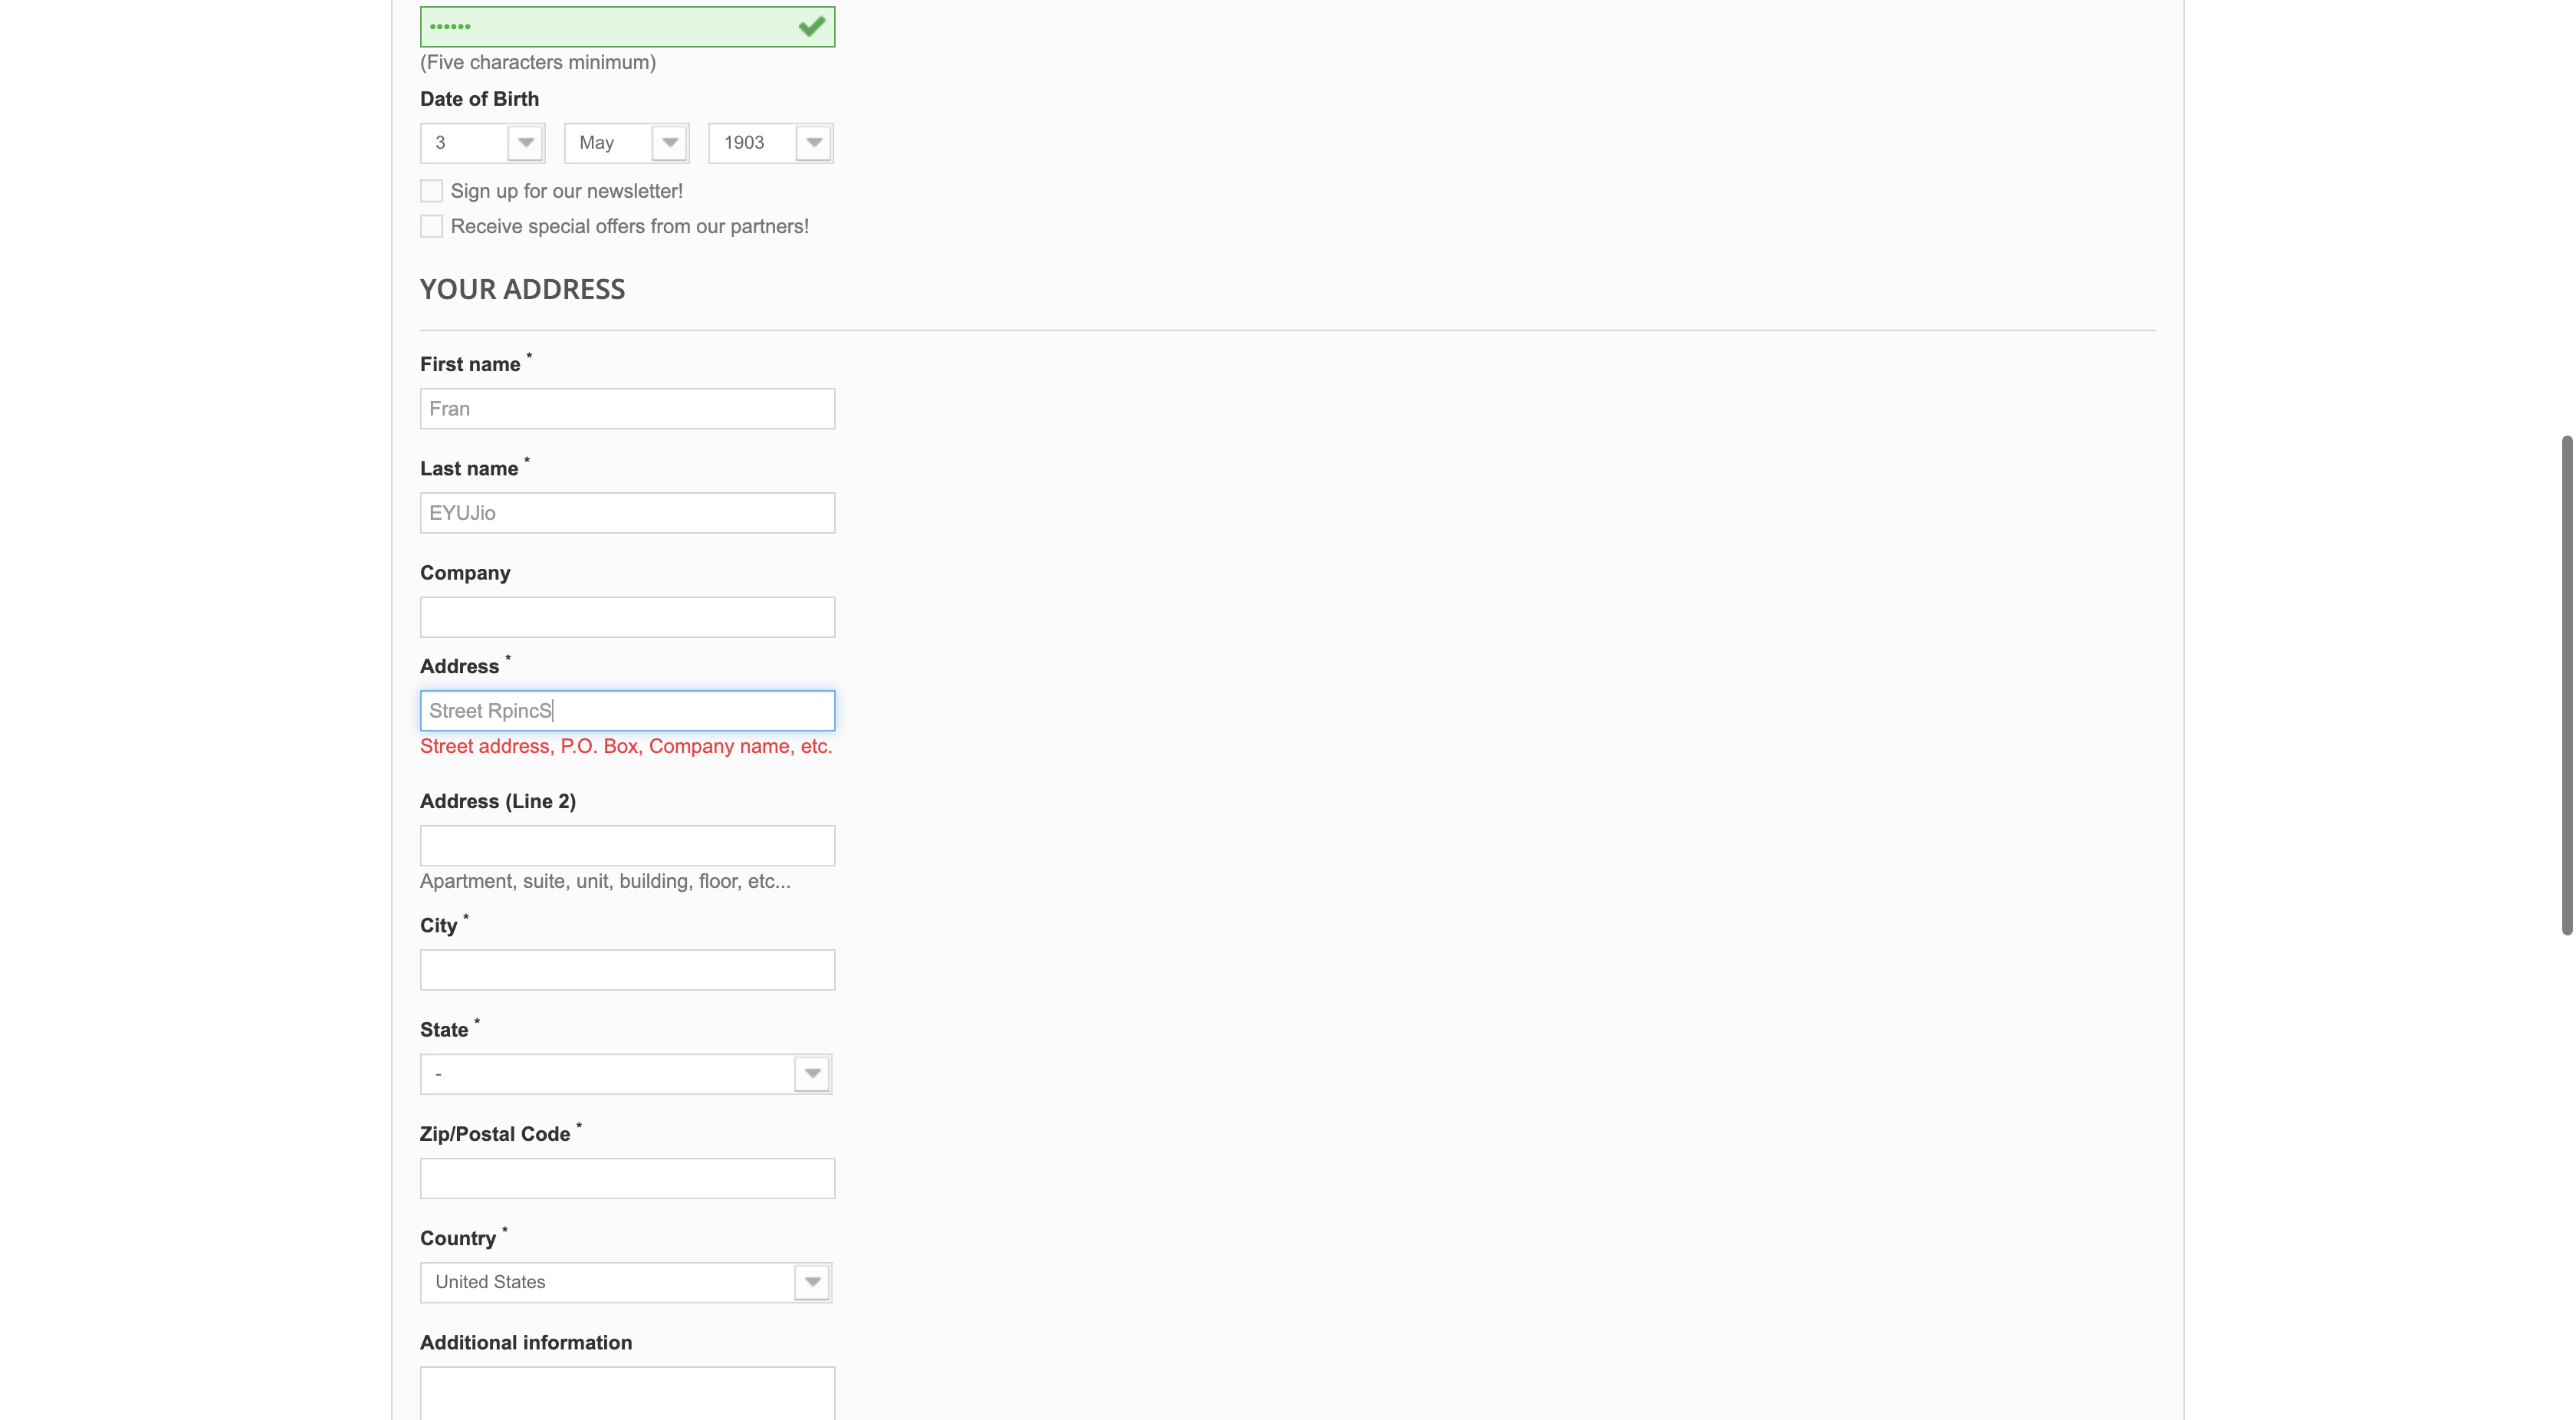 ••••••
(Five characters minimum)
Date of Birth
3 May 1903
Sign up for our newsletter!
Receive special offers from our partners!
YOUR ADDRESS
First name *
Fran
Last name *
EYUJio
Company
Address *
Street RpincS
Street address, P.O. Box, Company name, etc.
Address (Line 2)
Apartment, suite, unit, building, floor, etc...
City *
State *
-
Zip/Postal Code *
Country *
United States
Additional information